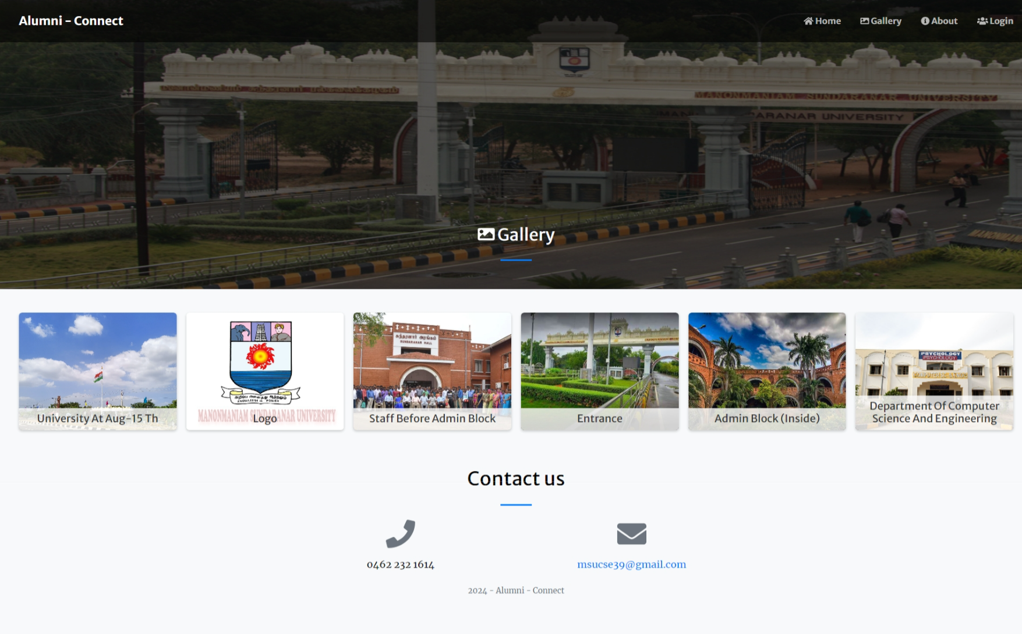 Alumni - Connect
Home
Gallery
About
Login
MANONMANIAM SUNDARANAR UNIVERSITY
Gallery
University At Aug-15 Th
MANONMANIAM SUNDARANAR UNIVERSITY
Logo
SUNDARANAR HALL
Staff Before Admin Block
Entrance
Admin Block (Inside)
PSYCHOLOGY
Department Of Computer
Science And Engineering
Contact us
0462 232 1614
msucse39@gmail.com
2024 - Alumni - Connect